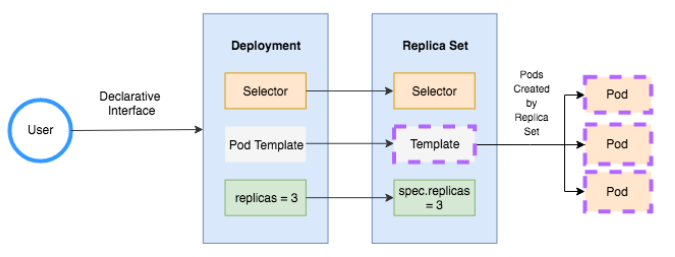 User
Declarative
Interface
Deployment
Selector
Pod Template
replicas = 3
Replica Set
Selector
Template
spec.replicas
= 3
Pods
Created
by
Replica
Set
Pod
Pod
Pod